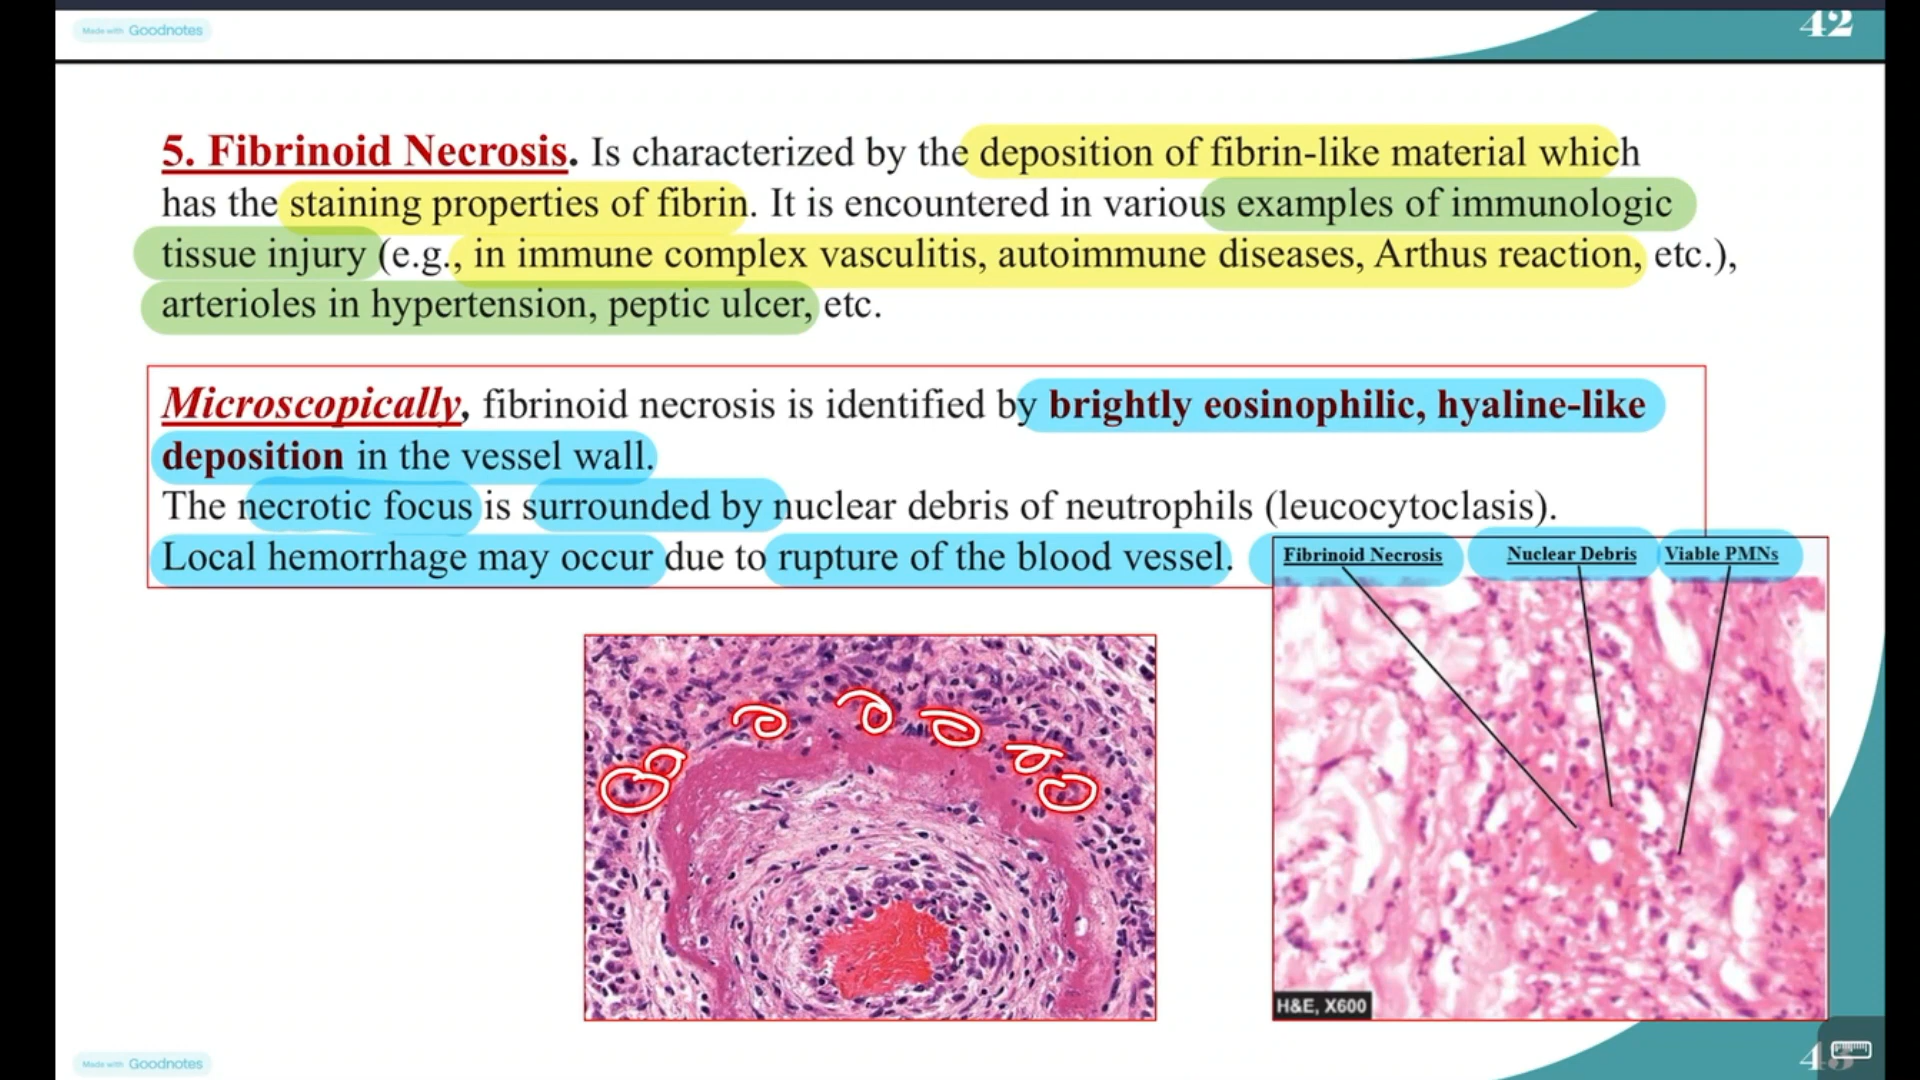 Made with Goodnotes
42
5. Fibrinoid Necrosis. Is characterized by the deposition of fibrin-like material which
has the staining properties of fibrin. It is encountered in various examples of immunologic
tissue injury (e.g., in immune complex vasculitis, autoimmune diseases, Arthus reaction, etc.),
arterioles in hypertension, peptic ulcer, etc.
Microscopically, fibrinoid necrosis is identified by brightly eosinophilic, hyaline-like
deposition in the vessel wall.
The necrotic focus is surrounded by nuclear debris of neutrophils (leucocytoclasis).
Local hemorrhage may occur due to rupture of the blood vessel.
Fibrinoid Necrosis Nuclear Debris Viable PMNs
H&E, X600
Made with Goodnotes